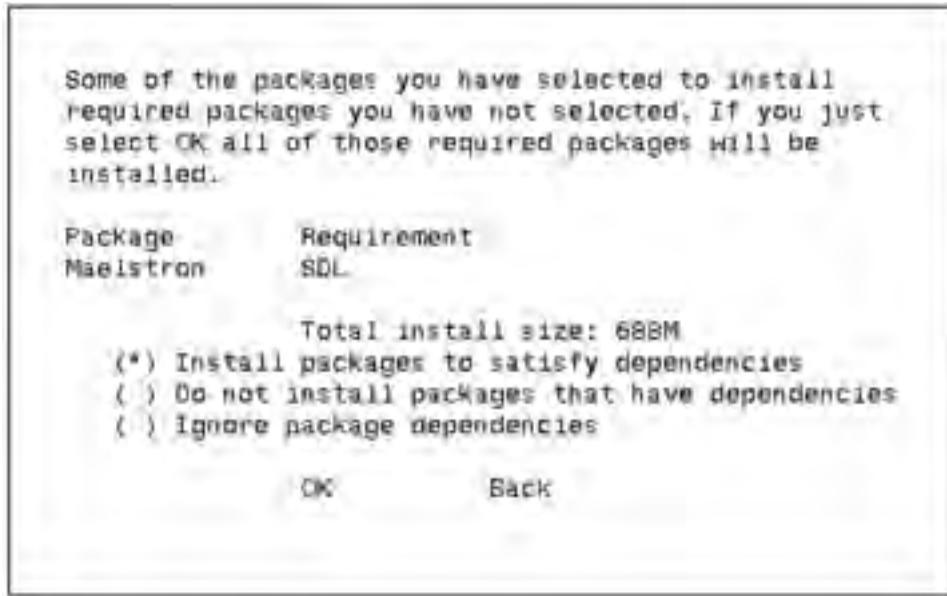 Some of the packages you have selected to install
required packages you have not selected. If you just
select OK all of those required packages will be
installed.
Package Requirement
Maelstron SDL
Total install size: 688M
(*) Install packages to satisfy dependencies
( ) Do not install packages that have dependencies
( ) Ignore package dependencies
OK Back